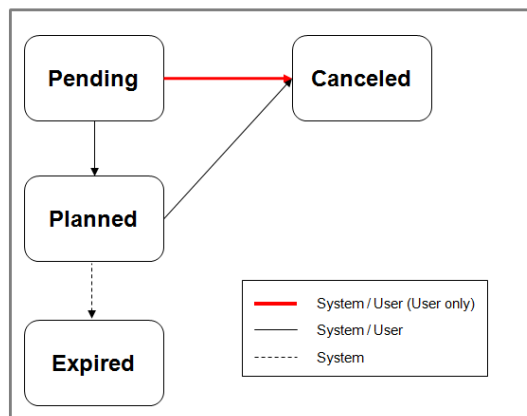 Pending
Canceled
Planned
Expired
System / User (User only)
System / User
System